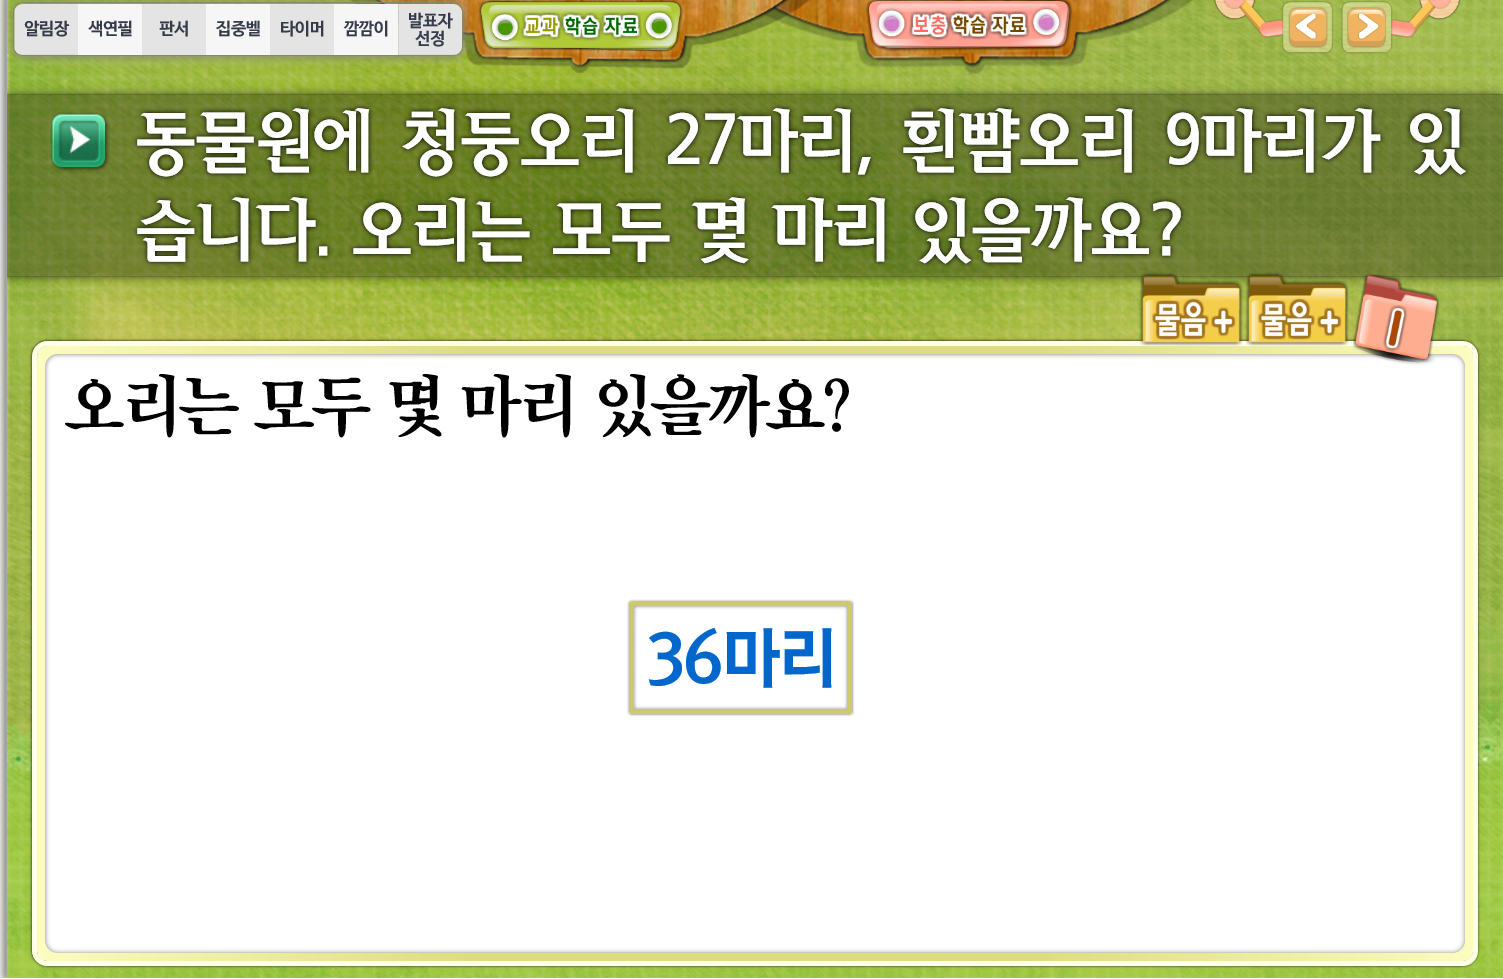 알림장 색연필 판서 집중벨 타이머 깜깜이 발표자 선정
교과 학습 자료
보충 학습 자료
동물원에 청둥오리 27마리, 흰뺨오리 9마리가 있
습니다. 오리는 모두 몇 마리 있을까요?
물음+ 물음+
오리는 모두 몇 마리 있을까요?
36마리